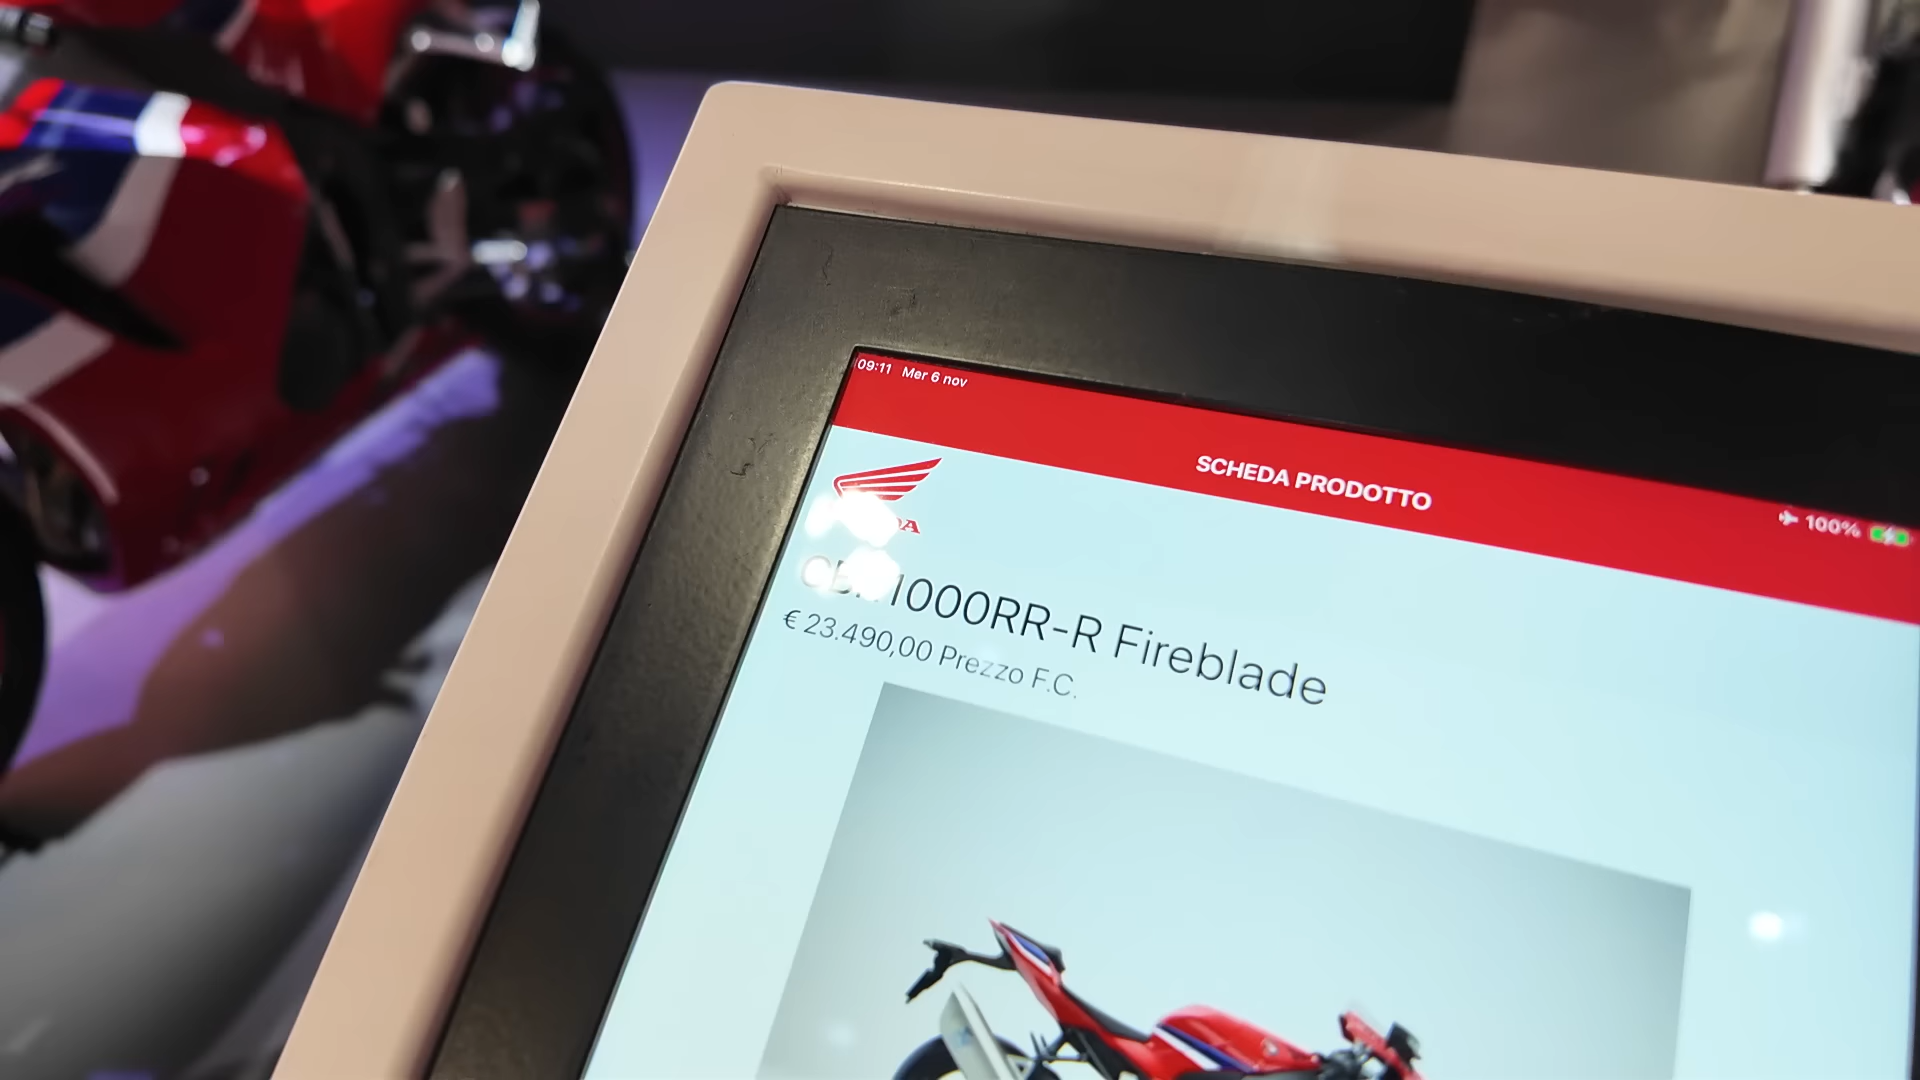 09:11 Mer 6 nov
SCHEDA PRODOTTO
100%
1000RR-R Fireblade
€ 23.490,00 Prezzo F.C.